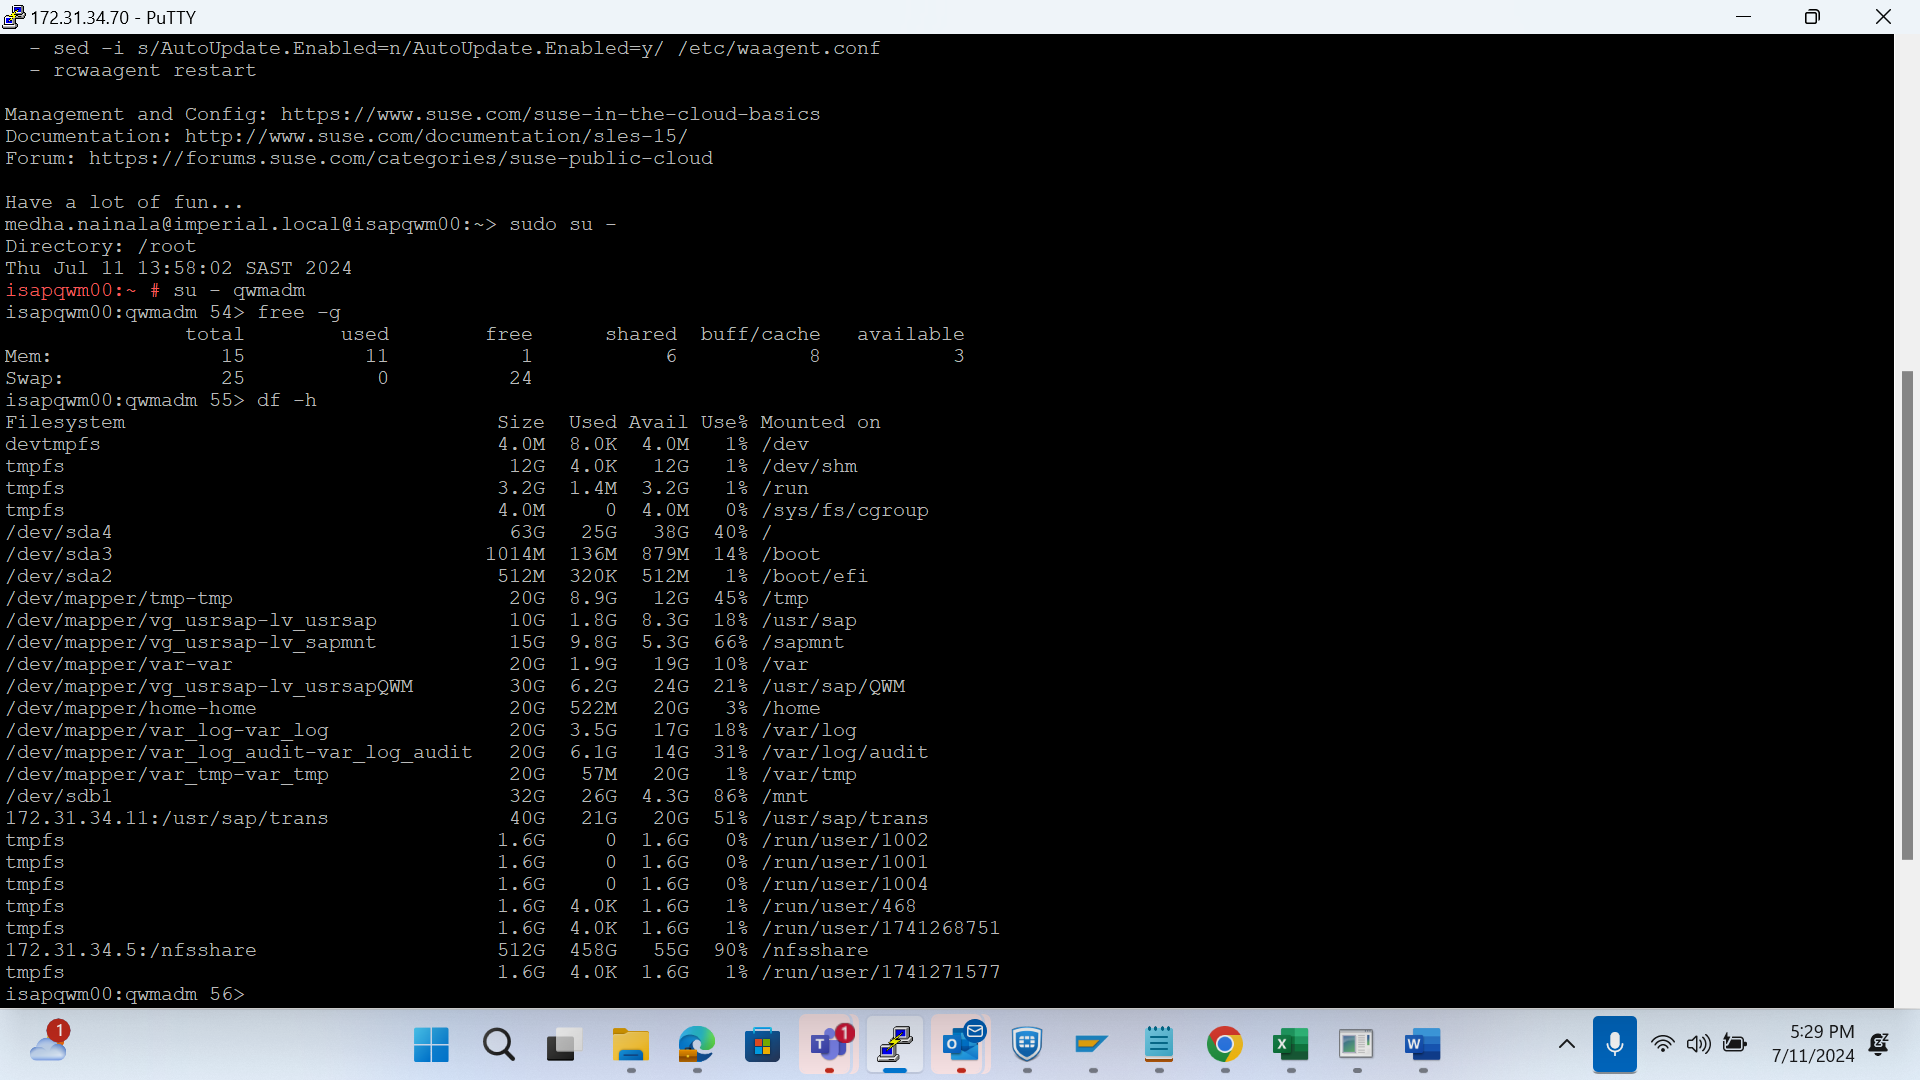 172.31.34.70 - PuTTY
- sed -i s/AutoUpdate.Enabled=n/AutoUpdate.Enabled=y/ /etc/waagent.conf
- rcwaagent restart
Management and Config: https://www.suse.com/suse-in-the-cloud-basics
Documentation: http://www.suse.com/documentation/sles-15/
Forum: https://forums.suse.com/categories/suse-public-cloud
Have a lot of fun...
medha.nainala@imperial.local@isapqwm00:~> sudo su -
Directory: /root
Thu Jul 11 13:58:02 SAST 2024
isapqwm00:~ # su - qwmadm
isapqwm00:qwmadm 54> free -g
total used free shared buff/cache available
Mem: 15 11 1 6 8 3
Swap: 25 0 24
isapqwm00:qwmadm 55> df -h
Filesystem Size Used Avail Use% Mounted on
devtmpfs 4.0M 8.0K 4.0M 1% /dev
tmpfs 12G 4.0K 12G 1% /dev/shm
tmpfs 3.2G 1.4M 3.2G 1% /run
tmpfs 4.0M 0 4.0M 0% /sys/fs/cgroup
/dev/sda4 63G 25G 38G 40% /
/dev/sda3 1014M 136M 879M 14% /boot
/dev/sda2 512M 320K 512M 1% /boot/efi
/dev/mapper/tmp-tmp 20G 8.9G 12G 45% /tmp
/dev/mapper/vg_usrsap-lv_usrsap 10G 1.8G 8.3G 18% /usr/sap
/dev/mapper/vg_usrsap-lv_sapmnt 15G 9.8G 5.3G 66% /sapmnt
/dev/mapper/var-var 20G 1.9G 19G 10% /var
/dev/mapper/vg_usrsap-lv_usrsapQWM 30G 6.2G 24G 21% /usr/sap/QWM
/dev/mapper/home-home 20G 522M 20G 3% /home
/dev/mapper/var_log-var_log 20G 3.5G 17G 18% /var/log
/dev/mapper/var_log_audit-var_log_audit 20G 6.1G 14G 31% /var/log/audit
/dev/mapper/var_tmp-var_tmp 20G 57M 20G 1% /var/tmp
/dev/sdb1 32G 26G 4.3G 86% /mnt
172.31.34.11:/usr/sap/trans 40G 21G 20G 51% /usr/sap/trans
tmpfs 1.6G 0 1.6G 0% /run/user/1002
tmpfs 1.6G 0 1.6G 0% /run/user/1001
tmpfs 1.6G 0 1.6G 0% /run/user/1004
tmpfs 1.6G 4.0K 1.6G 1% /run/user/468
tmpfs 1.6G 4.0K 1.6G 1% /run/user/1741268751
172.31.34.5:/nfsshare 512G 458G 55G 90% /nfsshare
tmpfs 1.6G 4.0K 1.6G 1% /run/user/1741271577
isapqwm00:qwmadm 56>
1
1
5:29 PM
7/11/2024